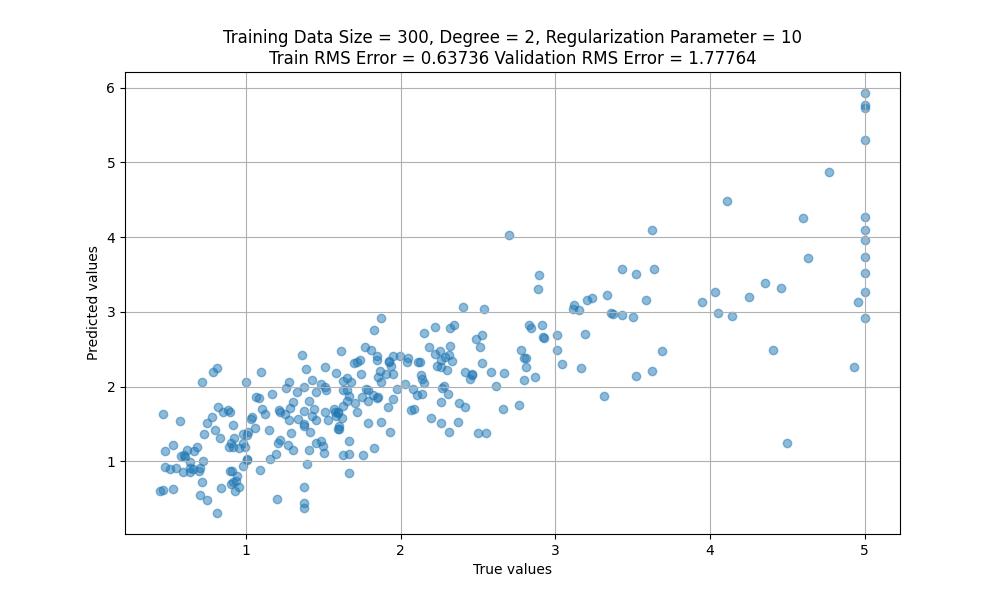 Training Data Size = 300, Degree = 2, Regularization Parameter = 10
Train RMS Error = 0.63736 Validation RMS Error = 1.77764
6
5
4
3
2
1
Predicted values
1 2 3 4 5
True values